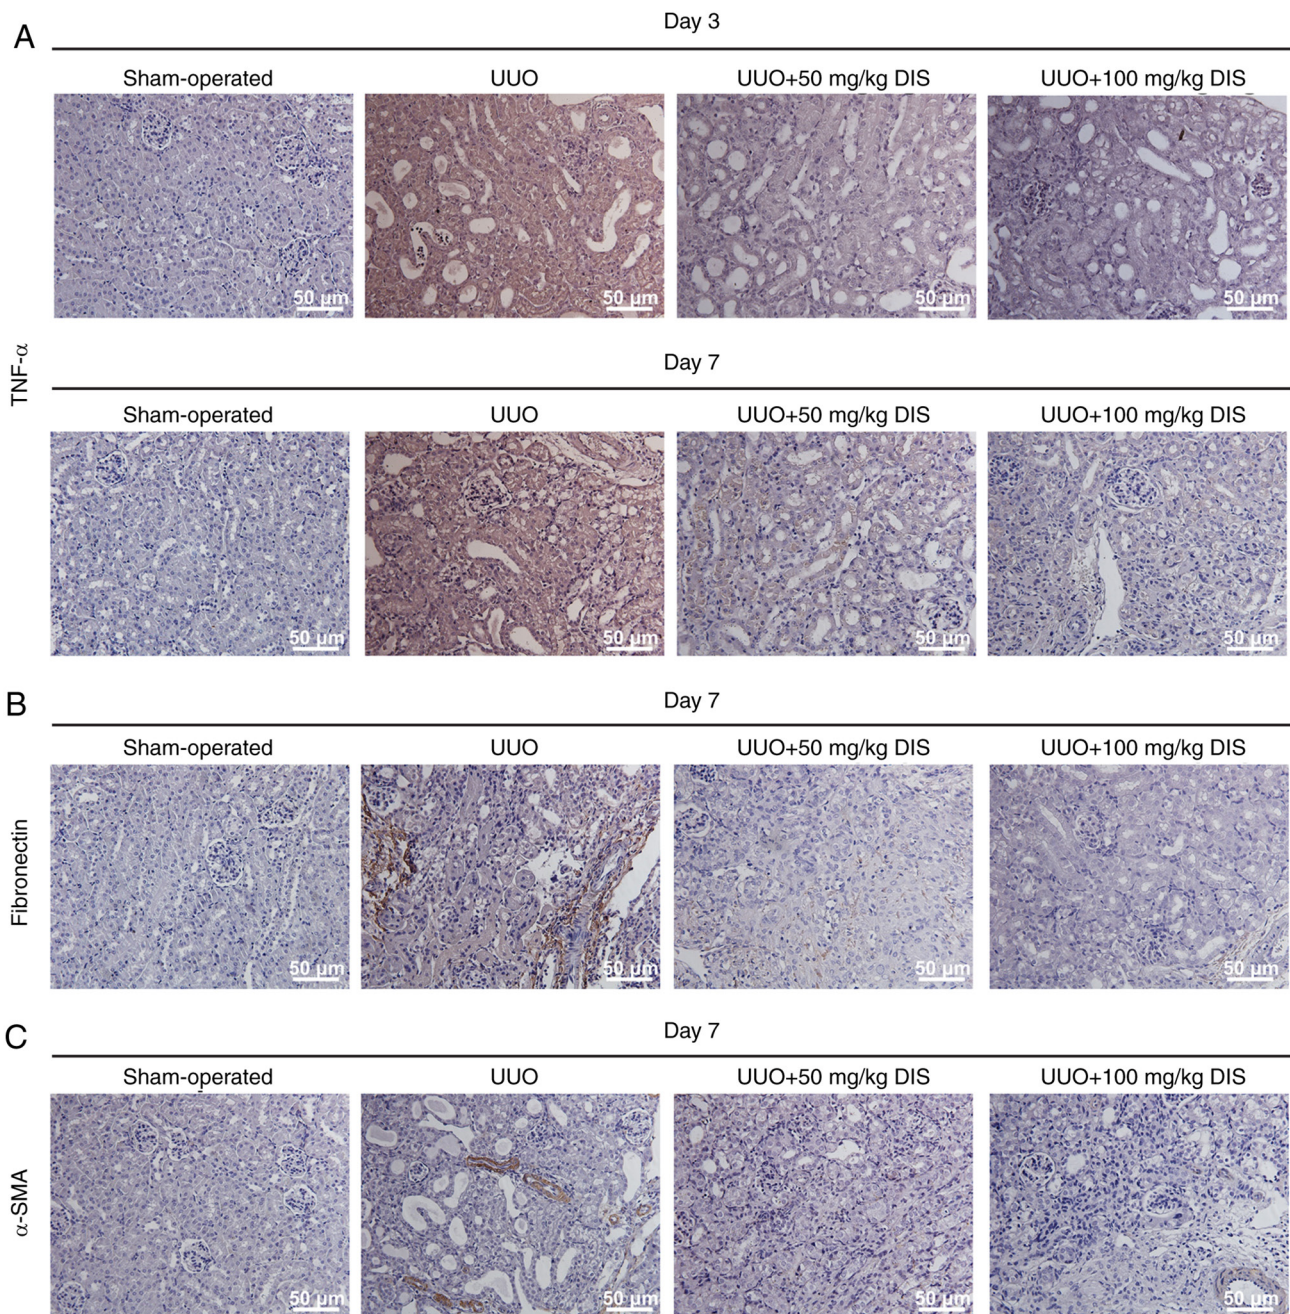 A
Day 3
Sham-operated UUO UUO+50 mg/kg DIS UUO+100 mg/kg DIS
50 µm 50 µm 50 µm 50 µm
TNF-α
Day 7
Sham-operated UUO UUO+50 mg/kg DIS UUO+100 mg/kg DIS
50 µm 50 µm 50 µm 50 µm
B
Day 7
Sham-operated UUO UUO+50 mg/kg DIS UUO+100 mg/kg DIS
Fibronectin
50 µm 50 µm 50 µm 50 µm
C
Day 7
Sham-operated UUO UUO+50 mg/kg DIS UUO+100 mg/kg DIS
α-SMA
50 µm 50 µm 50 µm 50 µm